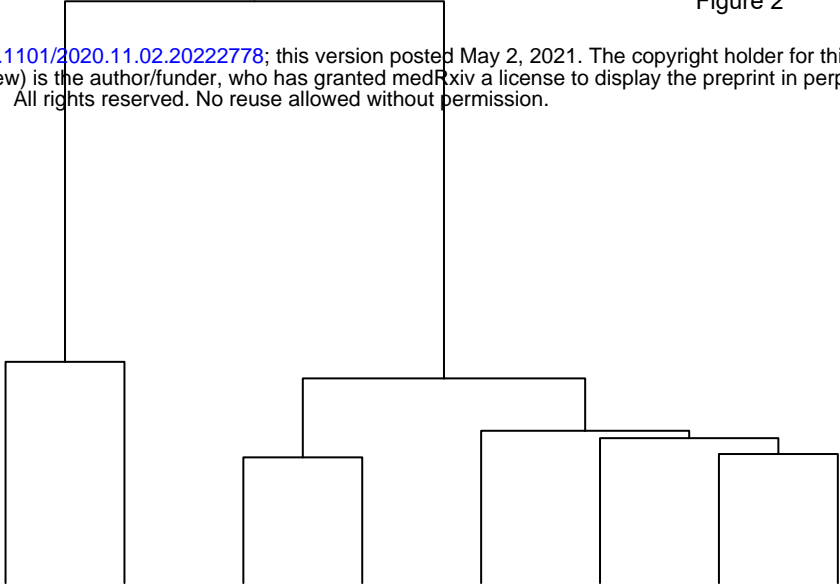 Figure 2
.1101/2020.11.02.20222778; this version posted May 2, 2021. The copyright holder for thi
ew) is the author/funder, who has granted medRxiv a license to display the preprint in perp
All rights reserved. No reuse allowed without permission.